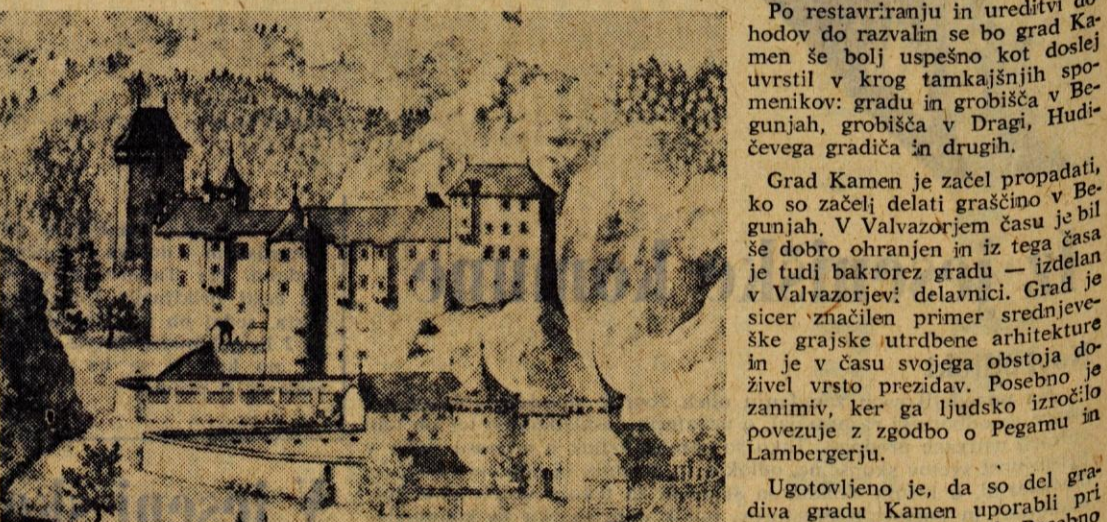 Po restavriranju in ureditvi do-
hodov do razvalin se bo grad Ka-
men še bolj uspešno kot doslej
uvrstil v krog tamkajšnjih spo-
menikov: gradu in grobišča v Be-
gunjah, grobišča v Dragi, Hudi-
čevega gradiča in drugih.
Grad Kamen je začel propadati,
ko so začelj delati graščino v Be-
gunjah. V Valvazorjem času je bil
še dobro ohranjen in iz tega časa
je tudi bakrorez gradu — izdelan
v Valvazorjevi delavnici. Grad je
sicer značilen primer srednjeve-
ške grajske utrdbene arhitekture
in je v času svojega obstoja do-
živel vrsto prezidav. Posebno je
zanimiv, ker ga ljudsko izročilo
povezuje z zgodbo o Pegamu in
Lambergerju.
Ugotovljeno je, da so del gra-
diva gradu Kamen uporabli pri